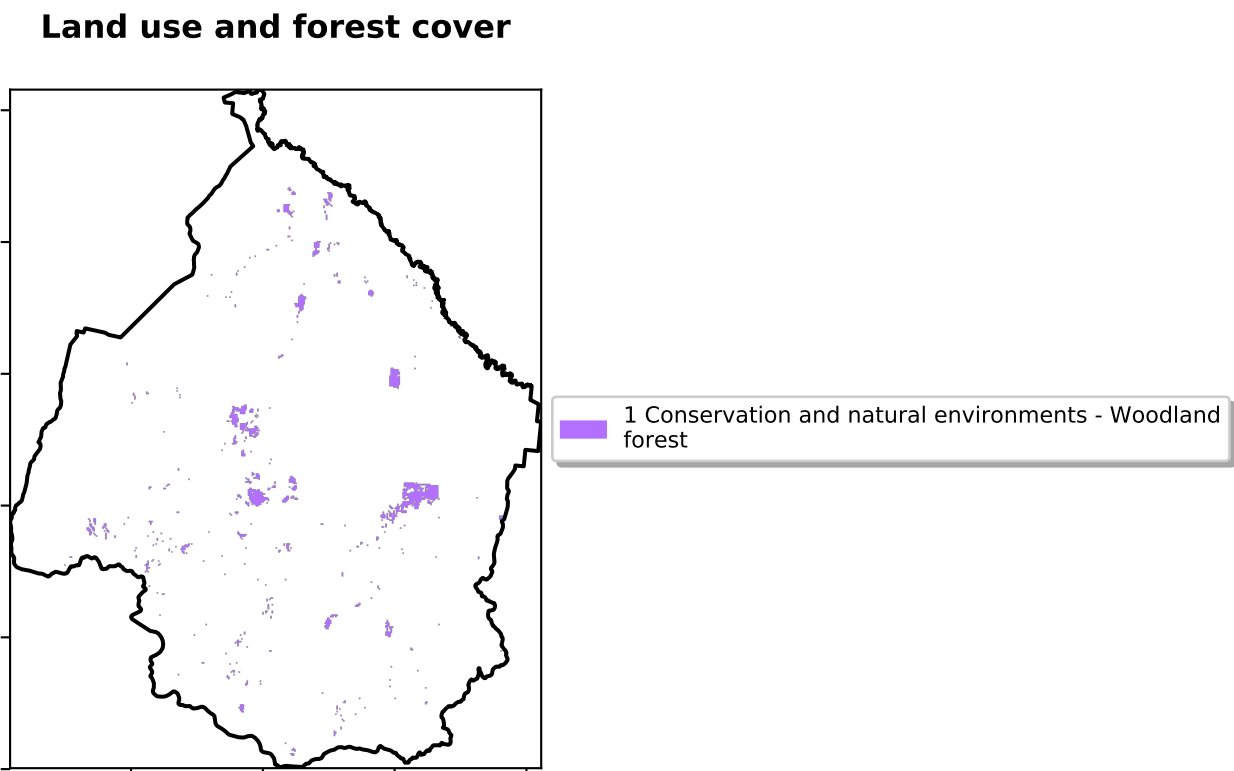 Land use and forest cover
1 Conservation and natural environments - Woodland
forest